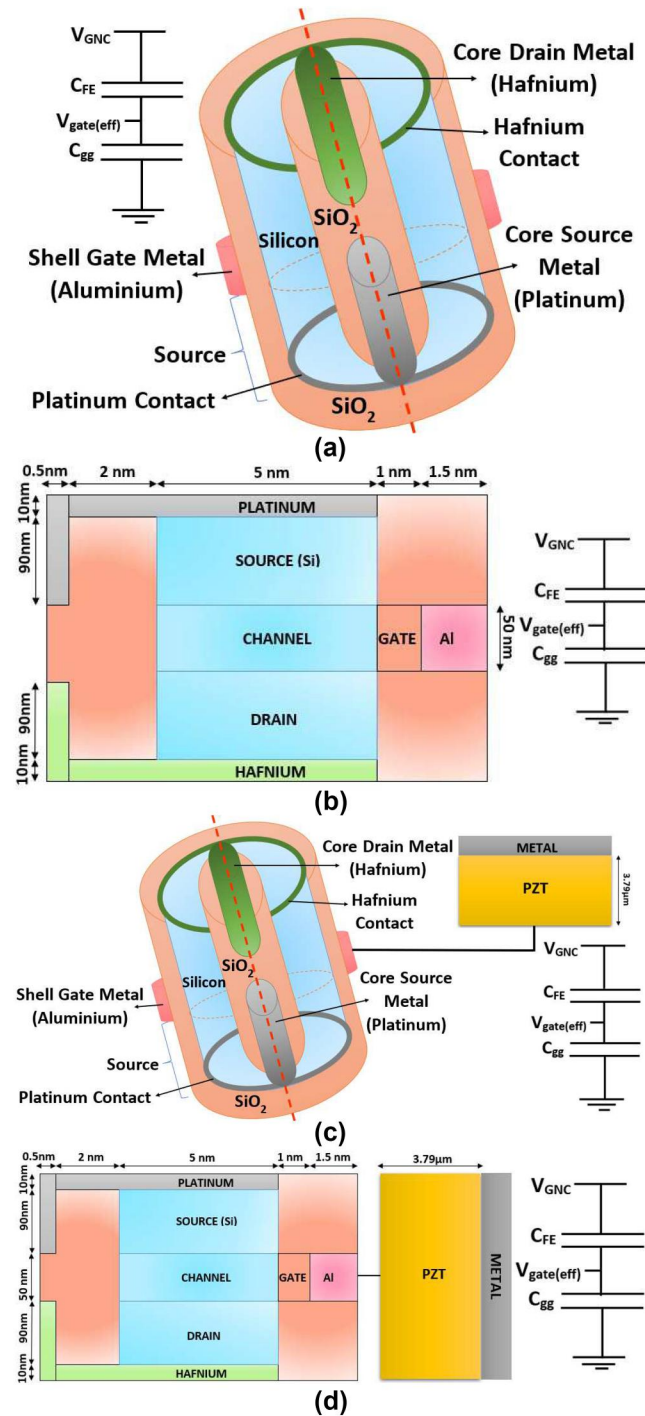 V_GNC
C_FE
V_gate(eff)
C_gg
Core Drain Metal
(Hafnium)
Hafnium
Contact
SiO₂
Silicon
Core Source
Metal
(Platinum)
Shell Gate Metal
(Aluminium)
Source
Platinum Contact
SiO₂
(a)
0.5nm 2 nm 5 nm 1 nm 1.5 nm
10nm
PLATINUM
90nm
SOURCE (Si)
CHANNEL
GATE
Al
50 nm
90nm
DRAIN
10nm
HAFNIUM
V_GNC
C_FE
V_gate(eff)
C_gg
(b)
Core Drain Metal
(Hafnium)
Hafnium
Contact
SiO₂
Silicon
Core Source
Metal
(Platinum)
Shell Gate Metal
(Aluminium)
Source
Platinum Contact
SiO₂
METAL
PZT
3.79μm
V_GNC
C_FE
V_gate(eff)
C_gg
(c)
0.5nm 2 nm 5 nm 1 nm 1.5 nm
10nm
PLATINUM
90nm
SOURCE (Si)
50 nm
CHANNEL
GATE
Al
90nm
DRAIN
10nm
HAFNIUM
3.79μm
PZT
METAL
V_GNC
C_FE
V_gate(eff)
C_gg
(d)